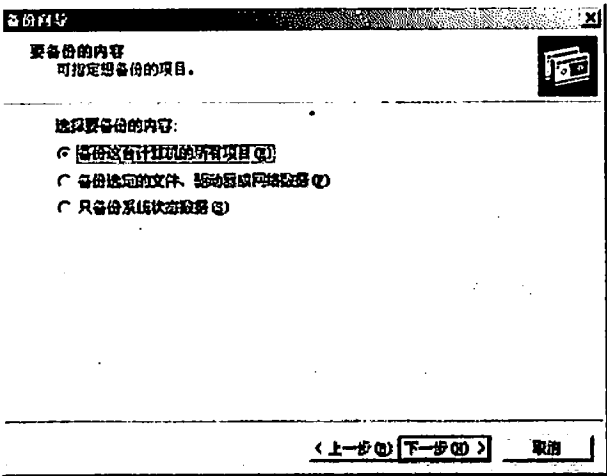 备份向导
要备份的内容
可指定想备份的项目。
选择要备份的内容:
备份这台计算机的所有项目(E)
备份选定的文件、驱动器或网络数据(P)
只备份系统状态数据(S)
<上一步(B) 下一步(N)> 取消